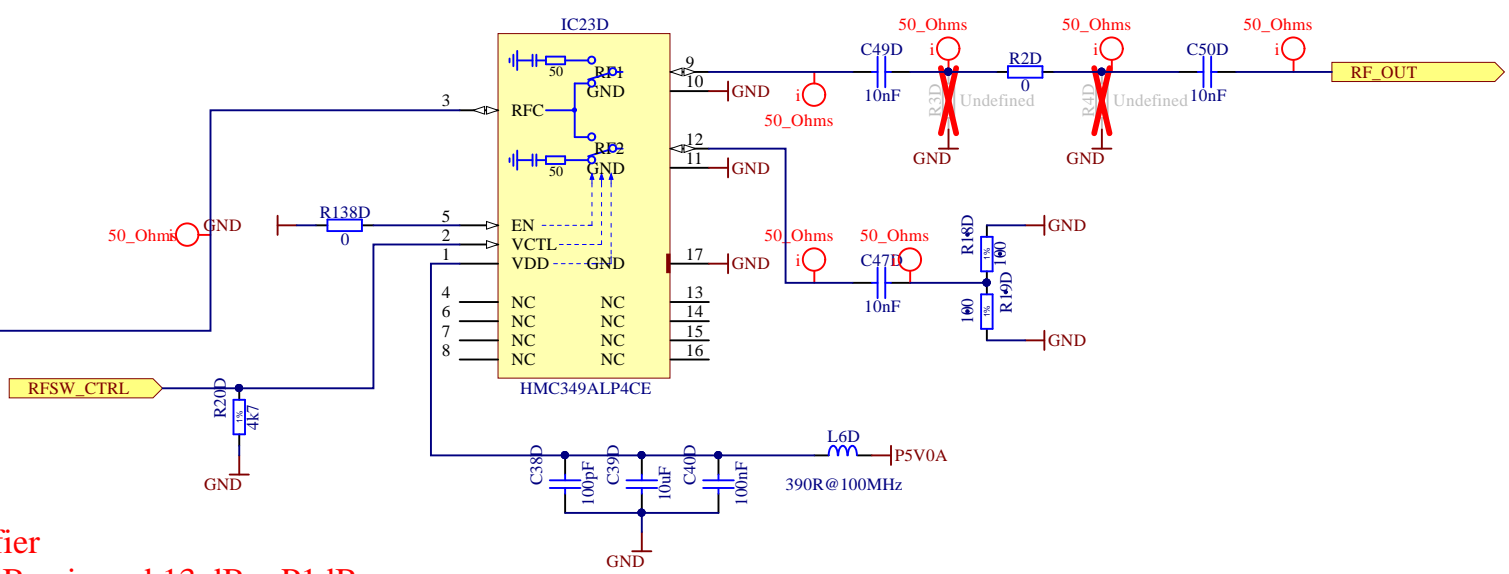 IC23D
50_Ohms
50_Ohms
50_Ohms
C49D
R2D
C50D
i
i
i
9
RF1
50
10
GND
GND
10nF
0
10nF
RF_OUT
R3D
Undefined
R4D
Undefined
i
50_Ohms
GND
GND
3
RFC
12
RF2
50
11
GND
GND
50_Ohms
i
GND
R138D
0
5
EN
2
VCTL
1
VDD
GND
17
GND
50_Ohms
i
50_Ohms
C47D
10nF
R18D
1%
100
GND
R19D
1%
100
GND
4
NC
NC
13
6
NC
NC
14
7
NC
NC
15
8
NC
NC
16
HMC349ALP4CE
RFSW_CTRL
R20D
1%
4k7
GND
C38D
100pF
C39D
10uF
C40D
100nF
L6D
P5V0A
390R@100MHz
GND
fier